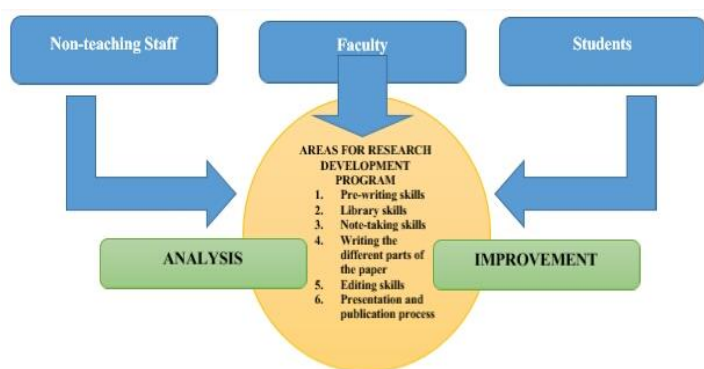 Non-teaching Staff
Faculty
Students
AREAS FOR RESEARCH
DEVELOPMENT
PROGRAM
1. Pre-writing skills
2. Library skills
3. Note-taking skills
4. Writing the
different parts of
the paper
5. Editing skills
6. Presentation and
publication process
ANALYSIS
IMPROVEMENT